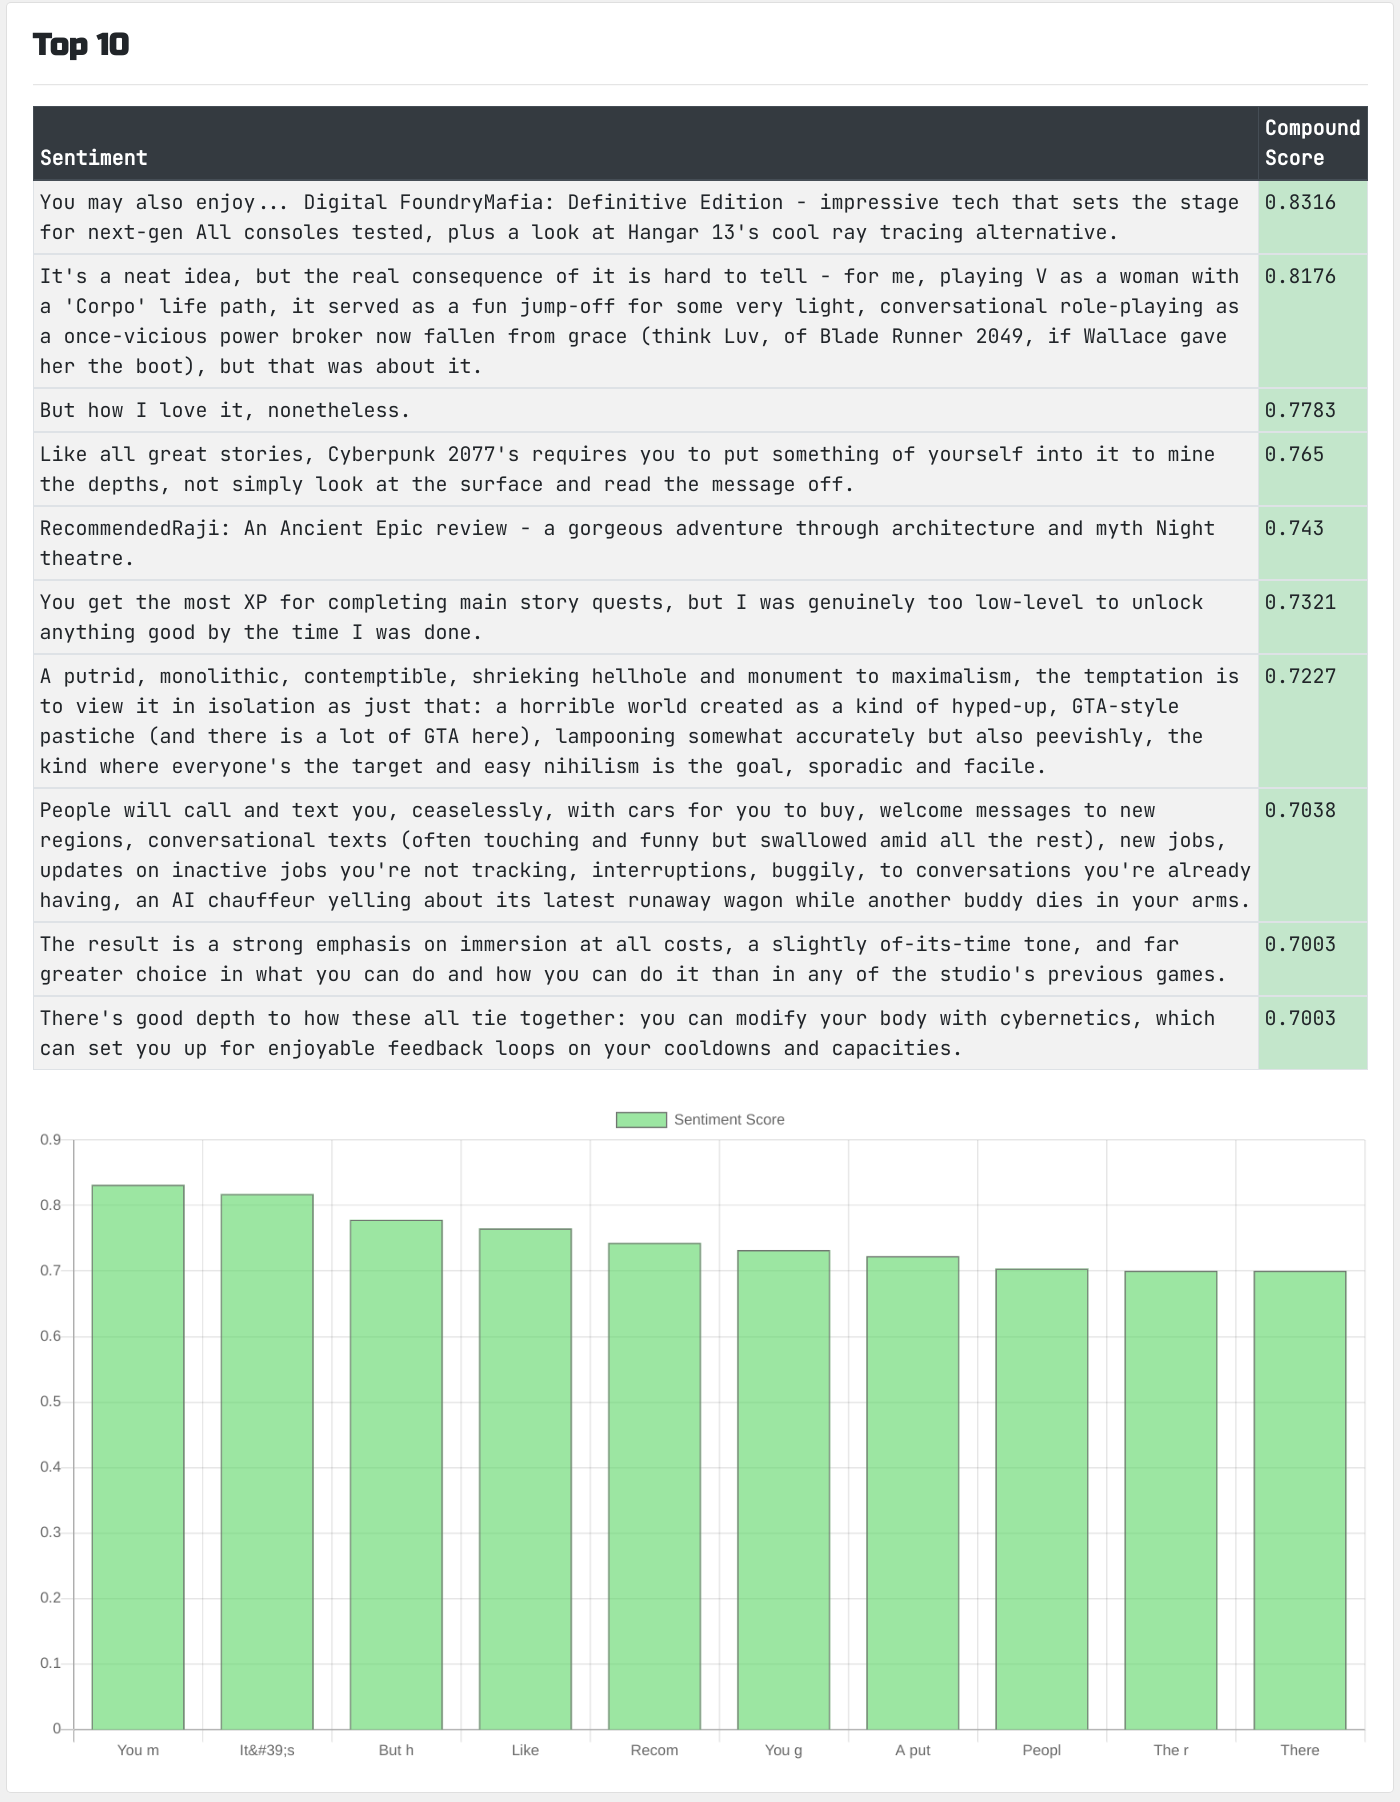 Top 10
Sentiment
Compound
Score
You may also enjoy... Digital FoundryMafia: Definitive Edition - impressive tech that sets the stage
for next-gen All consoles tested, plus a look at Hangar 13's cool ray tracing alternative.
0.8316
It's a neat idea, but the real consequence of it is hard to tell - for me, playing V as a woman with
a 'Corpo' life path, it served as a fun jump-off for some very light, conversational role-playing as
a once-vicious power broker now fallen from grace (think Luv, of Blade Runner 2049, if Wallace gave
her the boot), but that was about it.
0.8176
But how I love it, nonetheless.
0.7783
Like all great stories, Cyberpunk 2077's requires you to put something of yourself into it to mine
the depths, not simply look at the surface and read the message off.
0.765
RecommendedRaji: An Ancient Epic review - a gorgeous adventure through architecture and myth Night
theatre.
0.743
You get the most XP for completing main story quests, but I was genuinely too low-level to unlock
anything good by the time I was done.
0.7321
A putrid, monolithic, contemptible, shrieking hellhole and monument to maximalism, the temptation is
to view it in isolation as just that: a horrible world created as a kind of hyped-up, GTA-style
pastiche (and there is a lot of GTA here), lampooning somewhat accurately but also peevishly, the
kind where everyone's the target and easy nihilism is the goal, sporadic and facile.
0.7227
People will call and text you, ceaselessly, with cars for you to buy, welcome messages to new
regions, conversational texts (often touching and funny but swallowed amid all the rest), new jobs,
updates on inactive jobs you're not tracking, interruptions, buggily, to conversations you're already
having, an AI chauffeur yelling about its latest runaway wagon while another buddy dies in your arms.
0.7038
The result is a strong emphasis on immersion at all costs, a slightly of-its-time tone, and far
greater choice in what you can do and how you can do it than in any of the studio's previous games.
0.7003
There's good depth to how these all tie together: you can modify your body with cybernetics, which
can set you up for enjoyable feedback loops on your cooldowns and capacities.
0.7003
Sentiment Score
0.9
0.8
0.7
0.6
0.5
0.4
0.3
0.2
0.1
0
You m
It&#39;s
But h
Like
Recom
You g
A put
Peopl
The r
There